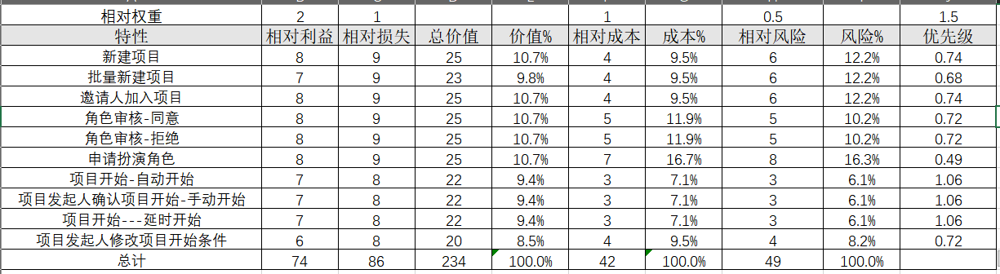 相对权重 2 1 1 0.5 1.5
特性 相对利益 相对损失 总价值 价值% 相对成本 成本% 相对风险 风险% 优先级
新建项目 8 9 25 10.7% 4 9.5% 6 12.2% 0.74
批量新建项目 7 9 23 9.8% 4 9.5% 6 12.2% 0.68
邀请人加入项目 8 9 25 10.7% 4 9.5% 6 12.2% 0.74
角色审核-同意 8 9 25 10.7% 5 11.9% 5 10.2% 0.72
角色审核-拒绝 8 9 25 10.7% 5 11.9% 5 10.2% 0.72
申请扮演角色 8 9 25 10.7% 7 16.7% 8 16.3% 0.49
项目开始-自动开始 7 8 22 9.4% 3 7.1% 3 6.1% 1.06
项目发起人确认项目开始-手动开始 7 8 22 9.4% 3 7.1% 3 6.1% 1.06
项目开始---延时开始 7 8 22 9.4% 3 7.1% 3 6.1% 1.06
项目发起人修改项目开始条件 6 8 20 8.5% 4 9.5% 4 8.2% 0.72
总计 74 86 234 100.0% 42 100.0% 49 100.0%